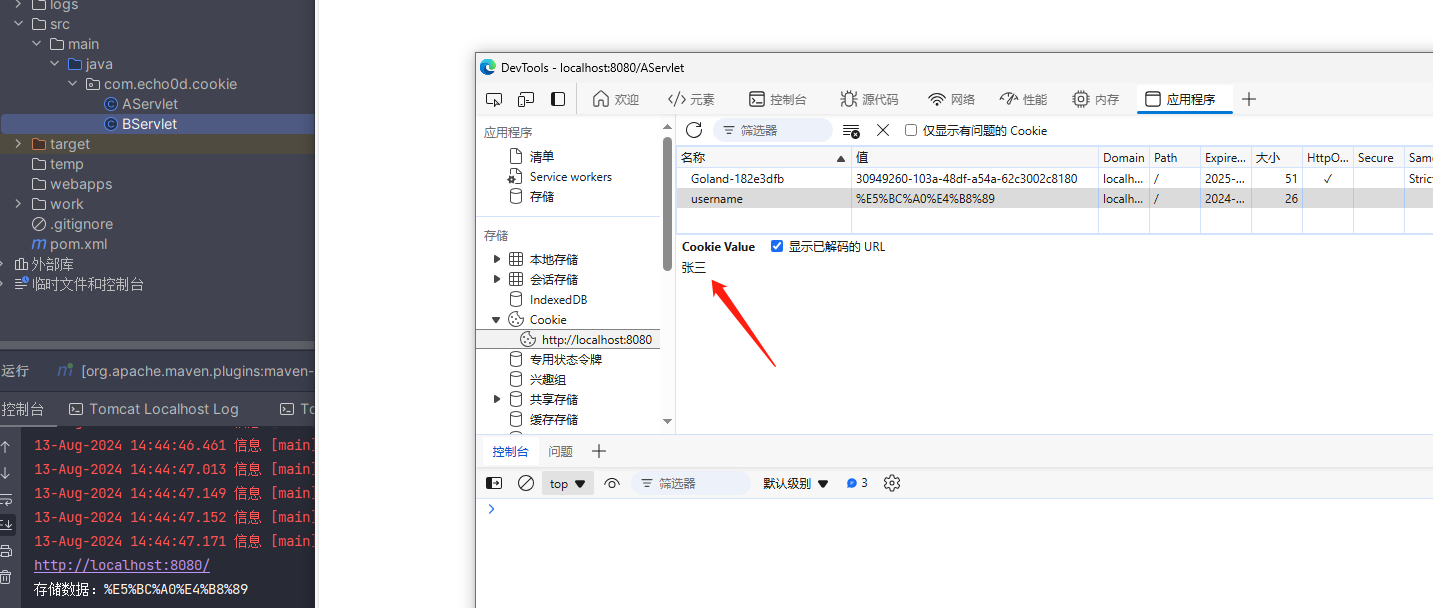 logs
src
main
java
com.echo0d.cookie
AServlet
BServlet
target
temp
webapps
work
.gitignore
pom.xml
外部库
临时文件和控制台
运行 [org.apache.maven.plugins:maven-
控制台 Tomcat Localhost Log
13-Aug-2024 14:44:46.461 信息 [main]
13-Aug-2024 14:44:47.013 信息 [main]
13-Aug-2024 14:44:47.149 信息 [main]
13-Aug-2024 14:44:47.152 信息 [main]
13-Aug-2024 14:44:47.171 信息 [main]
http://localhost:8080/
存储数据：%E5%BC%A0%E4%B8%89
DevTools - localhost:8080/AServlet
欢迎 元素 控制台 源代码 网络 性能 内存 应用程序
应用程序
清单
Service workers
存储
存储
本地存储
会话存储
IndexedDB
Cookie
http://localhost:8080
专用状态令牌
兴趣组
共享存储
缓存存储
筛选器 仅显示有问题的 Cookie
名称 值 Domain Path Expire... 大小 HttpO... Secure Sam
Goland-182e3dfb 30949260-103a-48df-a54a-62c3002c8180 localh... / 2025-... 51 ✓ Stric
username %E5%BC%A0%E4%B8%89 localh... / 2024-... 26
Cookie Value 显示已解码的 URL
张三
控制台 问题
top 筛选器 默认级别 3